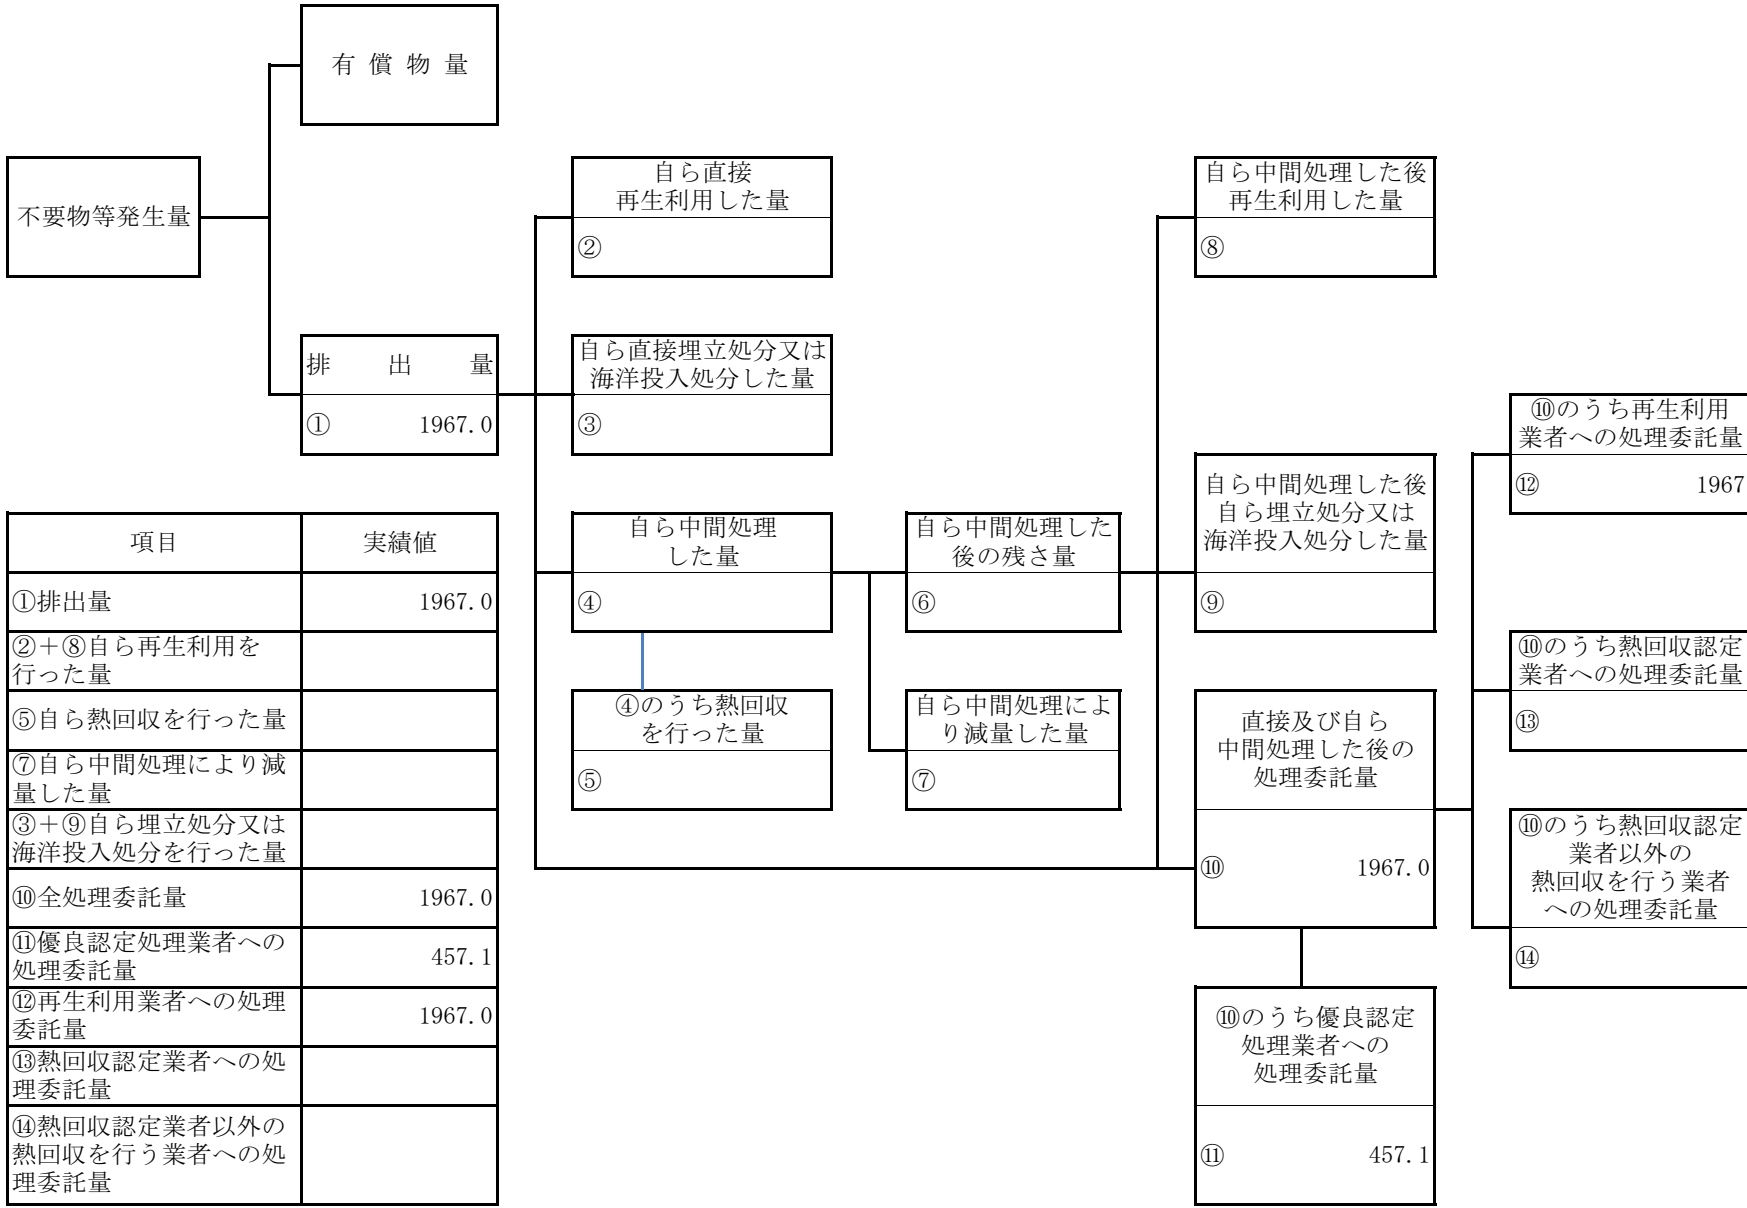 有 償 物 量
不要物等発生量
自ら直接
再生利用した量
②
自ら中間処理した後
再生利用した量
⑧
排 出 量
① 1967.0
自ら直接埋立処分又は
海洋投入処分した量
③
⑩のうち再生利用
業者への処理委託量
⑫ 1967
自ら中間処理
した量
④
自ら中間処理した
後の残さ量
⑥
自ら中間処理した後
自ら埋立処分又は
海洋投入処分した量
⑨
⑩のうち熱回収認定
業者への処理委託量
⑬
④のうち熱回収
を行った量
⑤
自ら中間処理によ
り減量した量
⑦
直接及び自ら
中間処理した後の
処理委託量
⑩ 1967.0
⑩のうち熱回収認定
業者以外の
熱回収を行う業者
への処理委託量
⑭
⑩のうち優良認定
処理業者への
処理委託量
⑪ 457.1
項目 実績値
①排出量 1967.0
②＋⑧自ら再生利用を
行った量
⑤自ら熱回収を行った量
⑦自ら中間処理により減
量した量
③＋⑨自ら埋立処分又は
海洋投入処分を行った量
⑩全処理委託量 1967.0
⑪優良認定処理業者への
処理委託量 457.1
⑫再生利用業者への処理
委託量 1967.0
⑬熱回収認定業者への処
理委託量
⑭熱回収認定業者以外の
熱回収を行う業者への処
理委託量